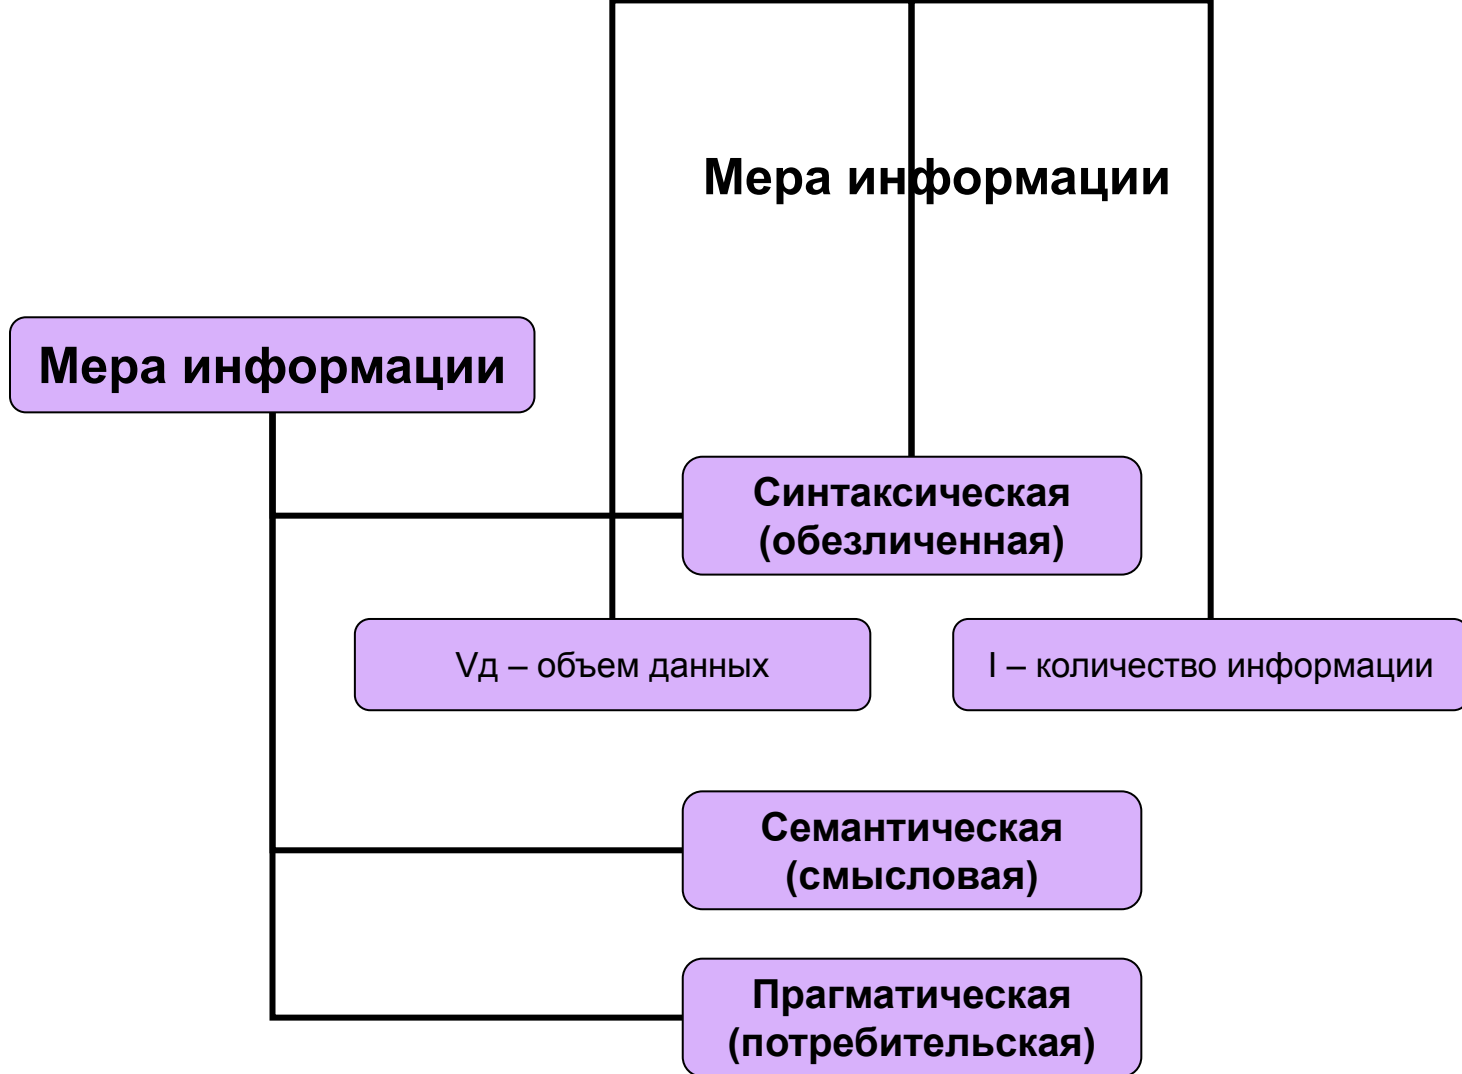 Мера информации
Мера информации
Синтаксическая
(обезличенная)
Vд – объем данных
I – количество информации
Семантическая
(смысловая)
Прагматическая
(потребительская)